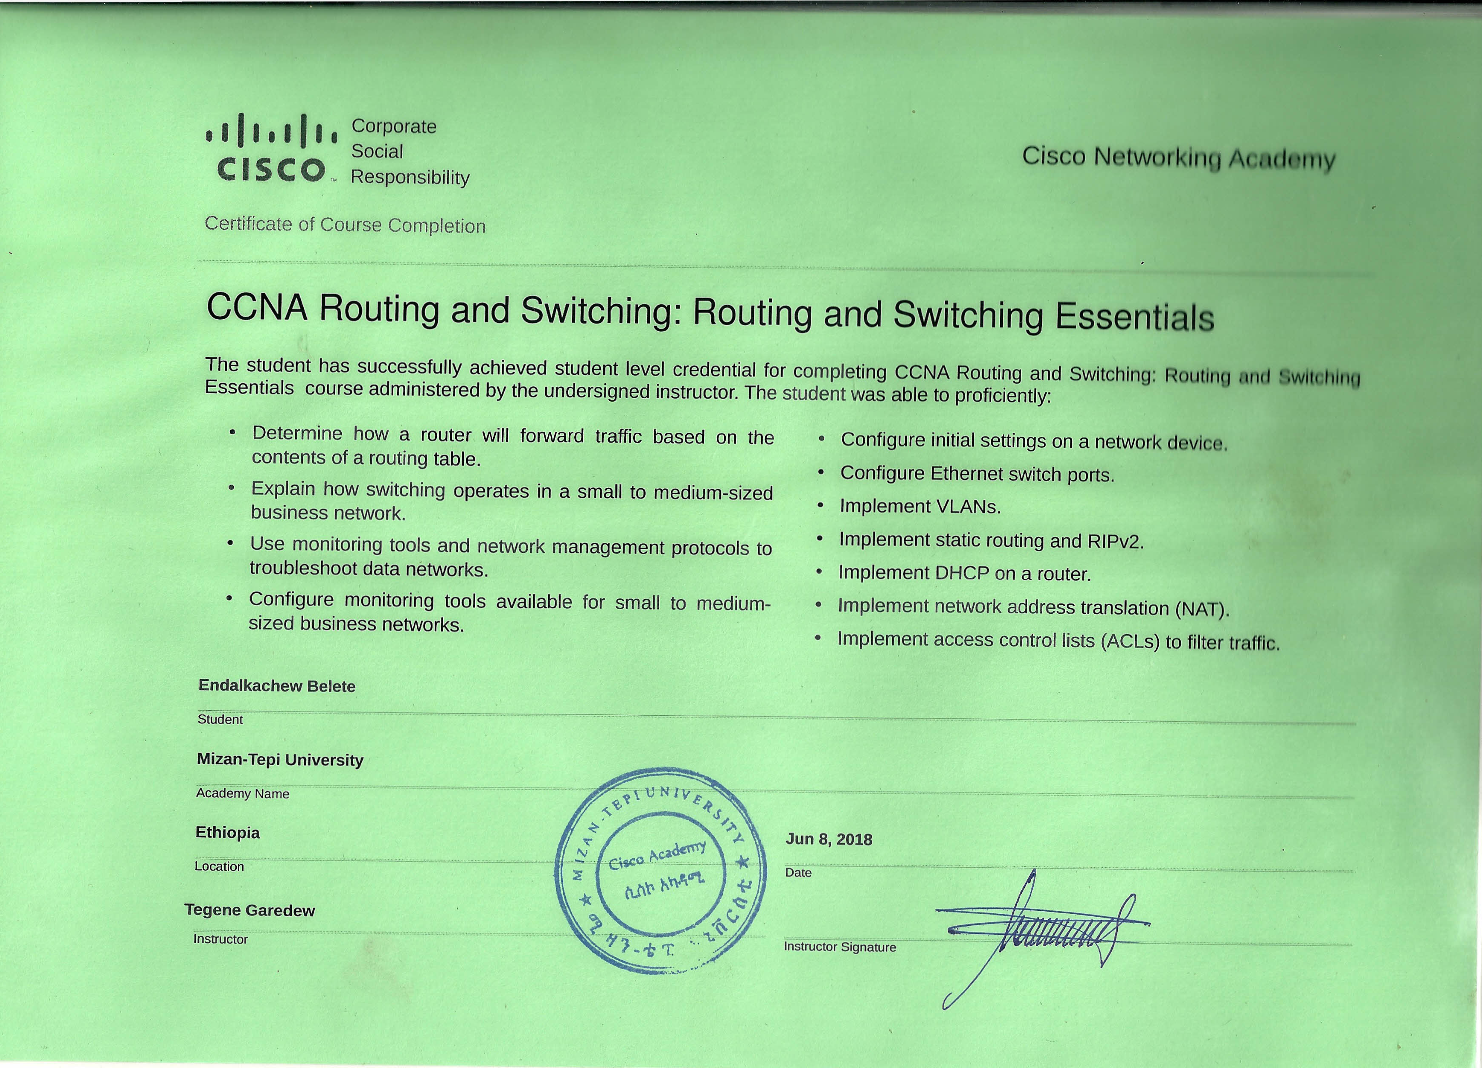 Corporate
Social
CISCO Responsibility
Cisco Networking Academy
Certificate of Course Completion
CCNA Routing and Switching: Routing and Switching Essentials
The student has successfully achieved student level credential for completing CCNA Routing and Switching: Routing and Switching
Essentials course administered by the undersigned instructor. The student was able to proficiently:
• Determine how a router will forward traffic based on the
contents of a routing table.
• Explain how switching operates in a small to medium-sized
business network.
• Use monitoring tools and network management protocols to
troubleshoot data networks.
• Configure monitoring tools available for small to medium-
sized business networks.
• Configure initial settings on a network device.
• Configure Ethernet switch ports.
• Implement VLANs.
• Implement static routing and RIPv2.
• Implement DHCP on a router.
• Implement network address translation (NAT).
• Implement access control lists (ACLs) to filter traffic.
Endalkachew Belete
Student
Mizan-Tepi University
Academy Name
Ethiopia
Location
Tegene Garedew
Instructor
MIZAN-TEPI UNIVERSITY
Cisco Academy
ሲስኮ አካዳሚ
Jun 8, 2018
Date
Instructor Signature